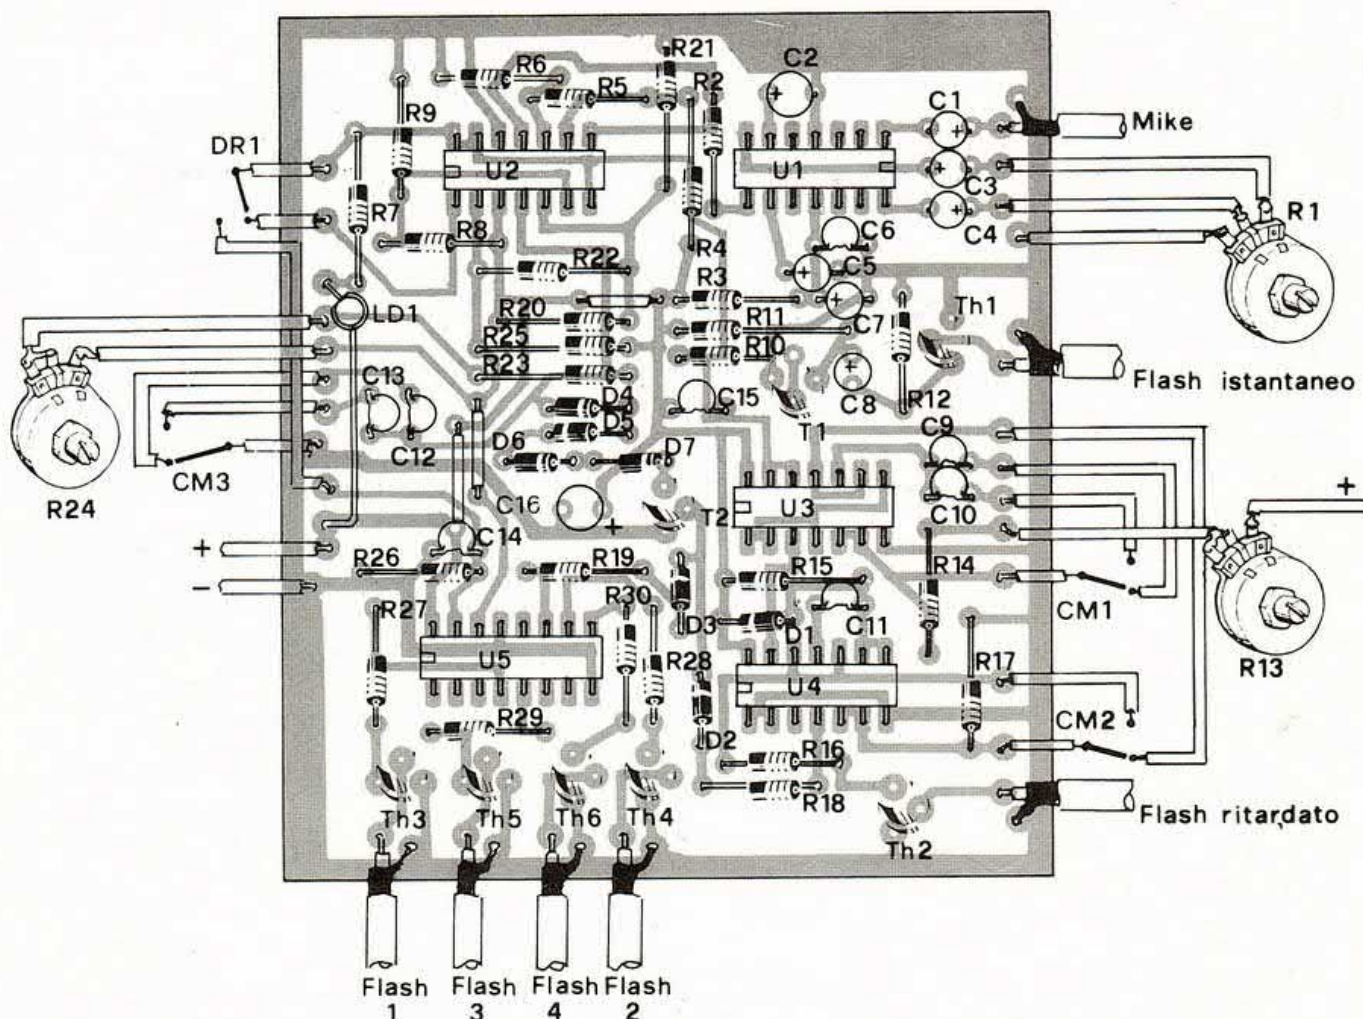 R21
R6
C2
R5
R2
R9
C1
Mike
DR1
U2
U1
C3
R7
R1
R8
C6
C4
R4
R22
C5
R3
Th1
LD1
R20
R11
C7
R25
R10
R23
C13
Flash istantaneo
C15
C8
R12
D4
T1
D5
C9
C12
D6
D7
CM3
C16
+
U3
C10
+
R24
T2
C14
+
R26
R19
R15
R14
-
R30
CM1
R27
D3
D1
C11
U5
R28
U4
R17
R13
R29
D2
CM2
R16
R18
Th3
Th5
Th6
Th4
Flash ritardato
Th2
Flash
1
Flash
3
Flash
4
Flash
2